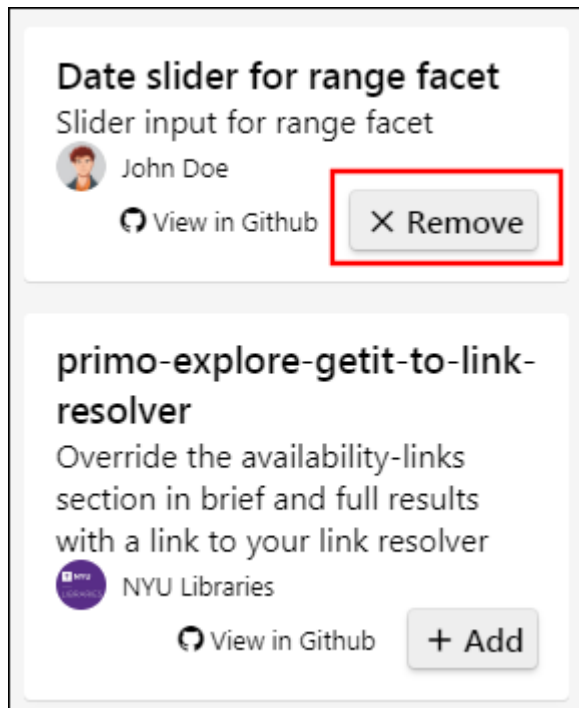 Date slider for range facet
Slider input for range facet
John Doe
View in Github
× Remove
primo-explore-getit-to-link-
resolver
Override the availability-links
section in brief and full results
with a link to your link resolver
NYU
LIBRARIES
NYU Libraries
View in Github
+ Add